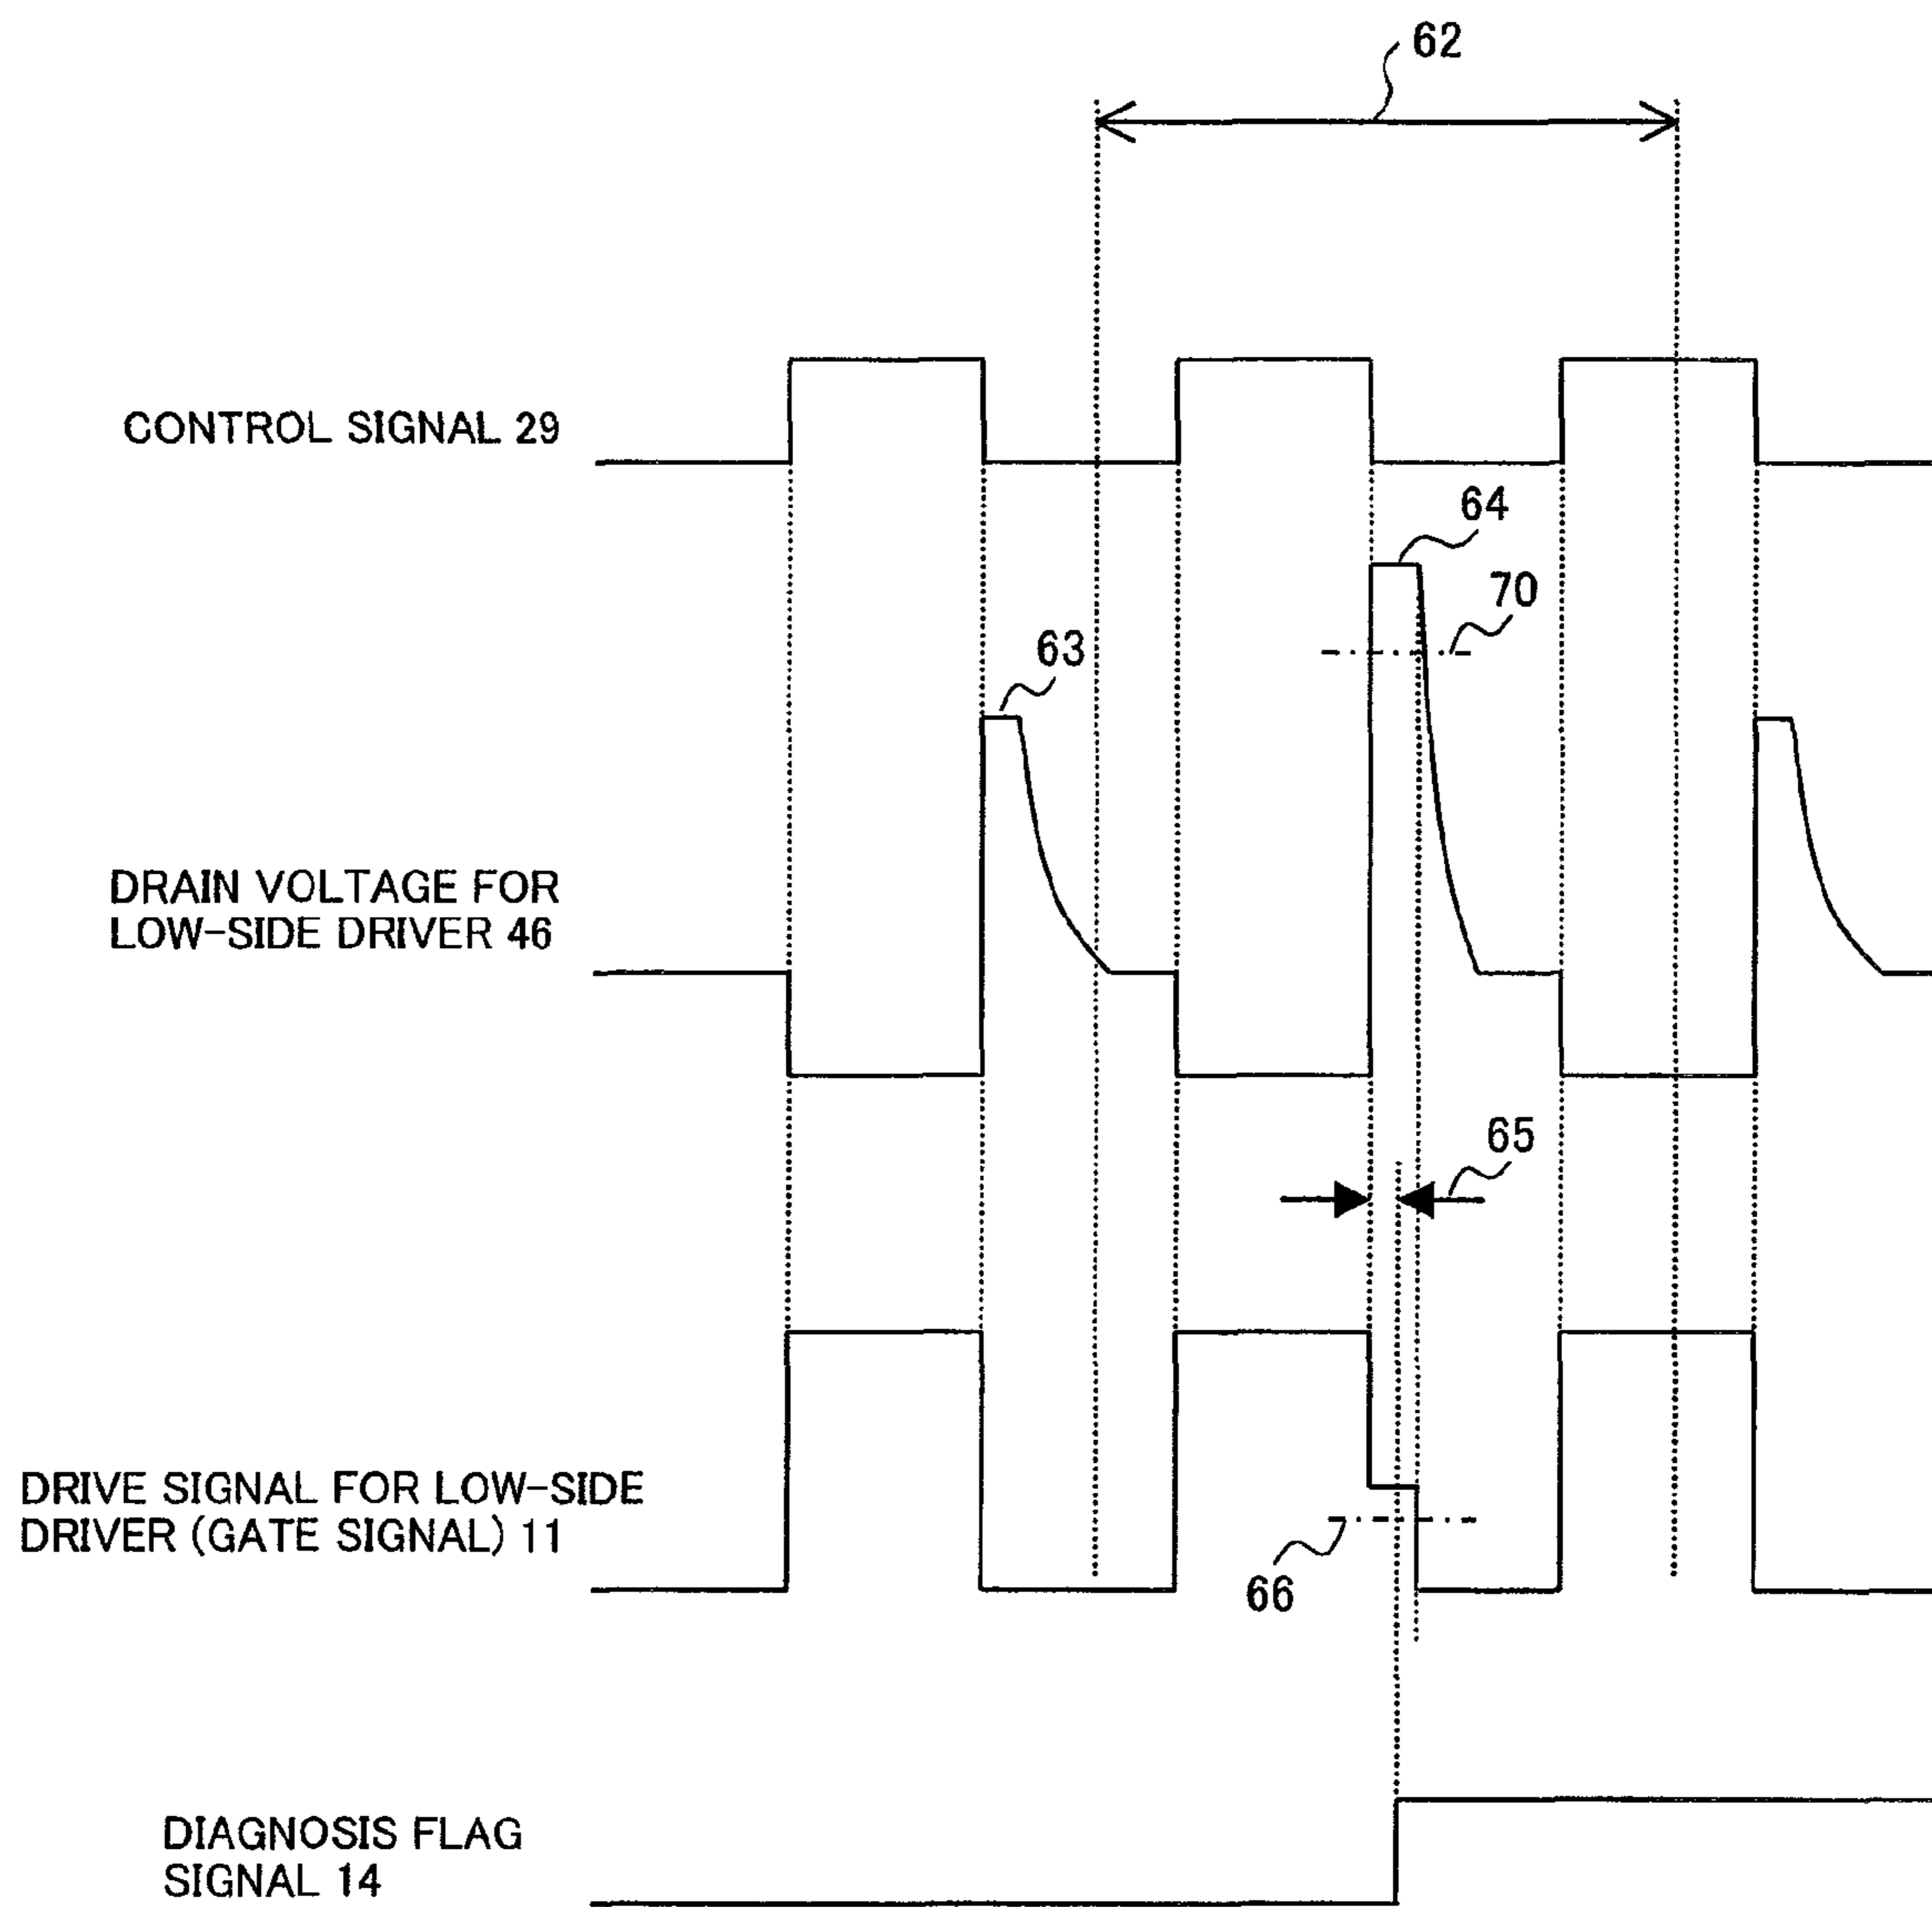 62
CONTROL SIGNAL 29
64
70
63
DRAIN VOLTAGE FOR
LOW-SIDE DRIVER 46
65
DRIVE SIGNAL FOR LOW-SIDE
DRIVER (GATE SIGNAL) 11
66
DIAGNOSIS FLAG
SIGNAL 14